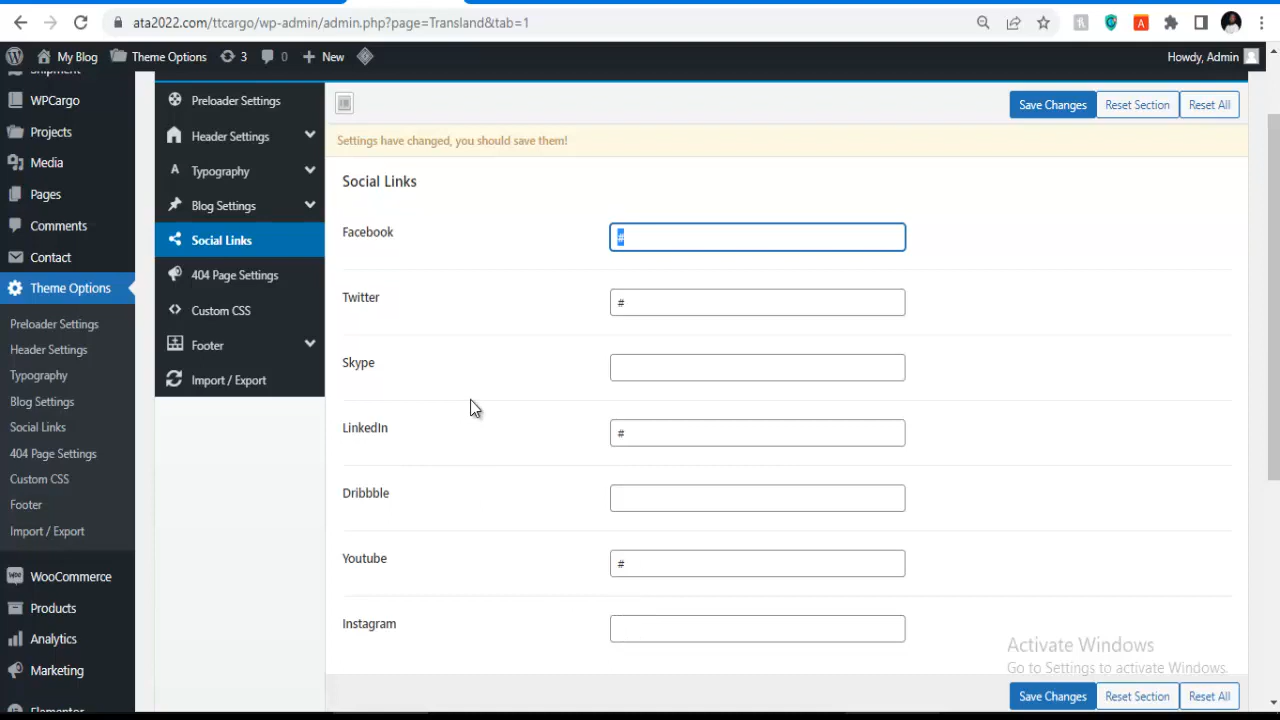 ata2022.com/ttcargo/wp-admin/admin.php?page=Transland&tab=1
My Blog
Theme Options
3
0
New
Howdy, Admin
Shipment
WPCargo
Projects
Media
Pages
Comments
Contact
Theme Options
Preloader Settings
Header Settings
Typography
Blog Settings
Social Links
404 Page Settings
Custom CSS
Footer
Import / Export
WooCommerce
Products
Analytics
Marketing
Elementor
Preloader Settings
Header Settings
Typography
Blog Settings
Social Links
404 Page Settings
Custom CSS
Footer
Import / Export
Save Changes
Reset Section
Reset All
Settings have changed, you should save them!
Social Links
Facebook
#
Twitter
#
Skype
LinkedIn
#
Dribbble
Youtube
#
Instagram
Activate Windows
Go to Settings to activate Windows.
Save Changes
Reset Section
Reset All